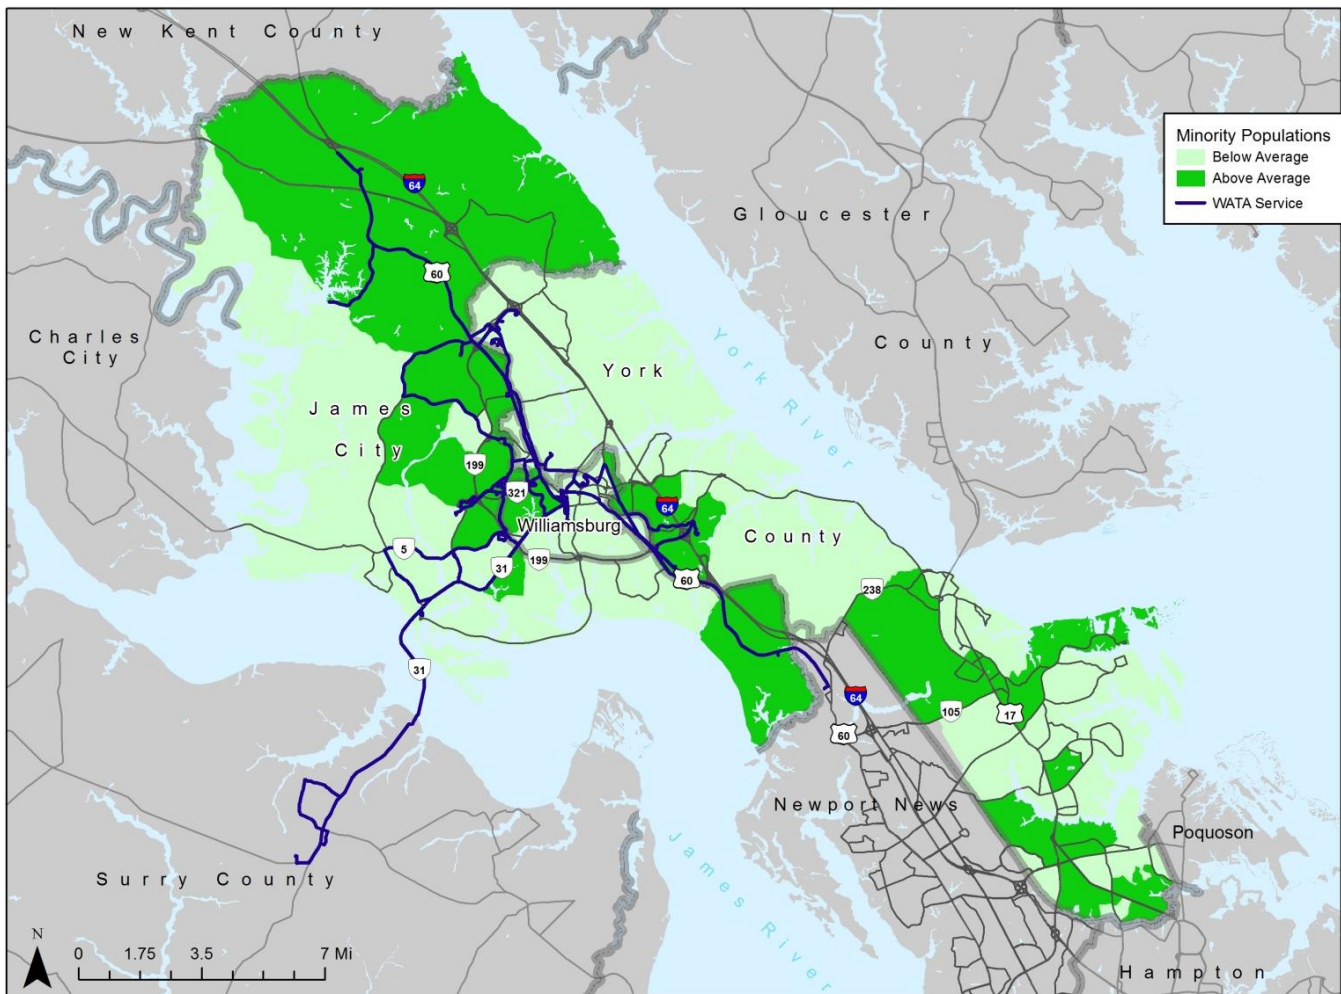 New Kent County
Minority Populations
Below Average
Above Average
WATA Service
64
Gloucester
60
Charles
City
County
York River
York
James
City
199
321
64
Williamsburg
County
5
31
199
60
238
31
64
105
17
60
Newport News
Poquoson
James River
Surry County
N
0 1.75 3.5 7 Mi
Hampton